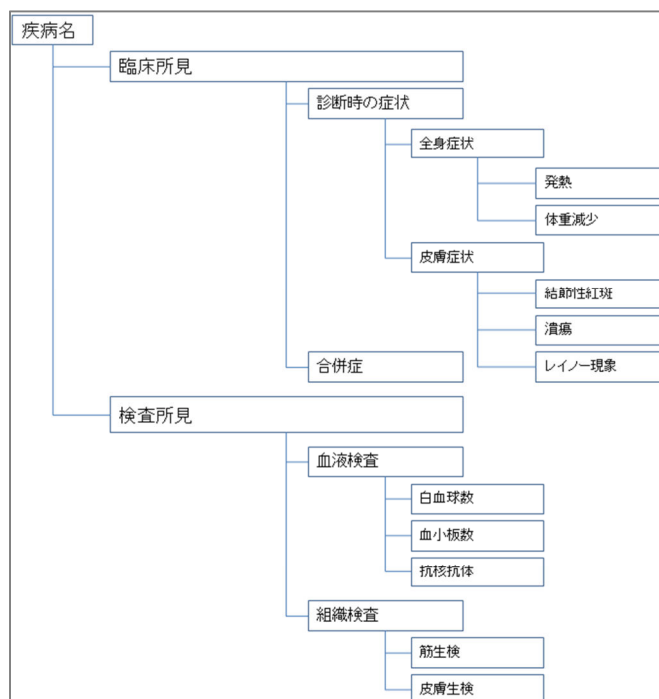 疾病名
臨床所見
診断時の症状
全身症状
発熱
体重減少
皮膚症状
結節性紅斑
潰瘍
レイノー現象
合併症
検査所見
血液検査
白血球数
血小板数
抗核抗体
組織検査
筋生検
皮膚生検